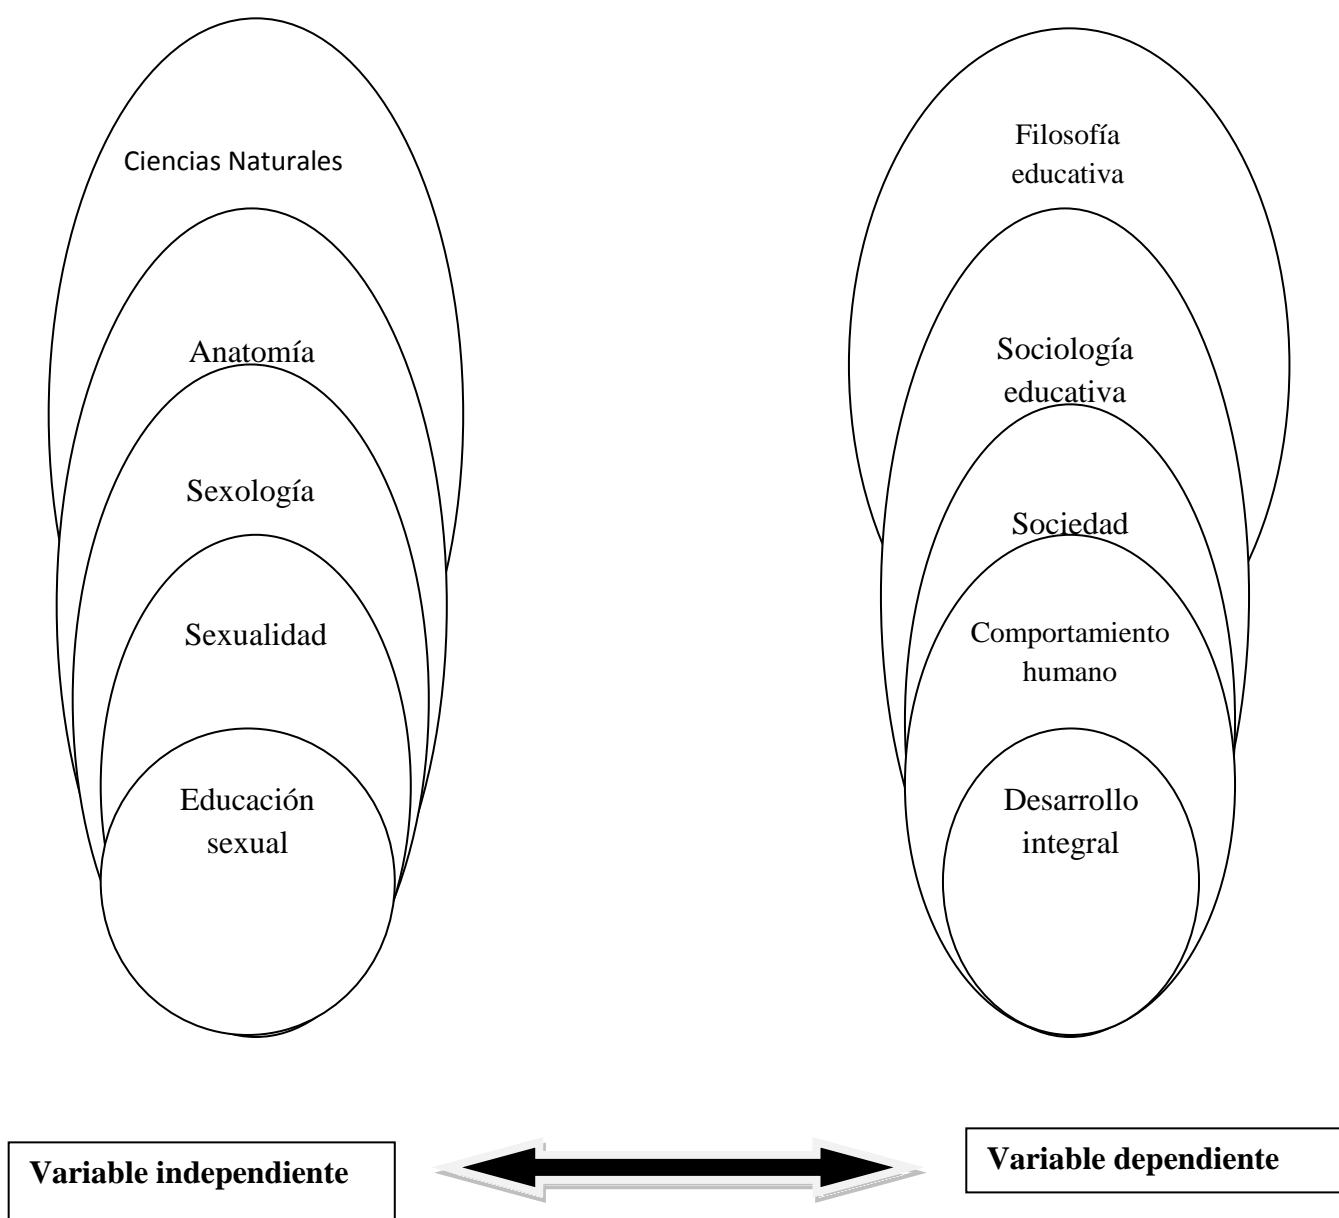 Ciencias Naturales
Anatomía
Sexología
Sexualidad
Educación
sexual
Filosofía
educativa
Sociología
educativa
Sociedad
Comportamiento
humano
Desarrollo
integral
Variable independiente
Variable dependiente